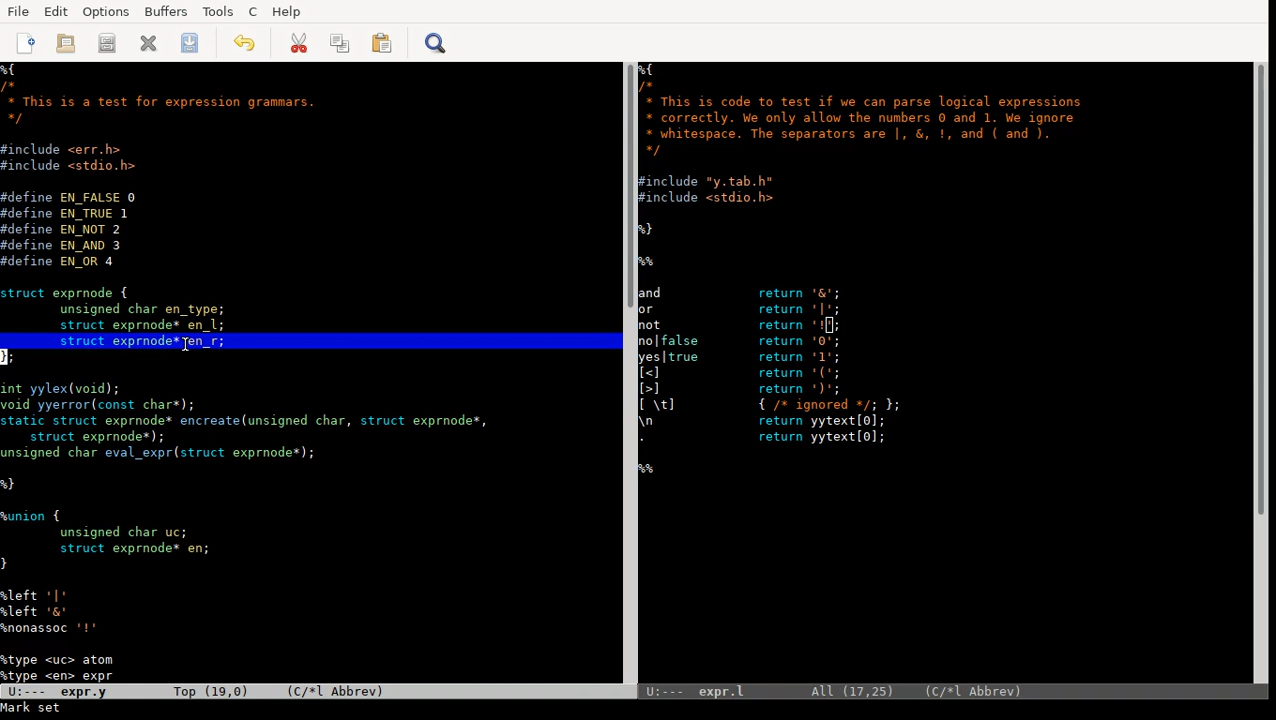 File Edit Options Buffers Tools C Help
%{
/*
 * This is a test for expression grammars.
 */
#include <err.h>
#include <stdio.h>
#define EN_FALSE 0
#define EN_TRUE 1
#define EN_NOT 2
#define EN_AND 3
#define EN_OR 4
struct exprnode {
        unsigned char en_type;
        struct exprnode* en_l;
        struct exprnode* en_r;
};
int yylex(void);
void yyerror(const char*);
static struct exprnode* encreate(unsigned char, struct exprnode*,
    struct exprnode*);
unsigned char eval_expr(struct exprnode*);
%}
%union {
        unsigned char uc;
        struct exprnode* en;
}
%left '|'
%left '&'
%nonassoc '!'
%type <uc> atom
%type <en> expr
U:--- expr.y Top (19,0) (C/*l Abbrev)
%{
/*
 * This is code to test if we can parse logical expressions
 * correctly. We only allow the numbers 0 and 1. We ignore
 * whitespace. The separators are |, &, !, and ( and ).
 */
#include "y.tab.h"
#include <stdio.h>
%}
%%
and             return '&';
or              return '|';
not             return '!';
no|false        return '0';
yes|true        return '1';
[<]             return '(';
[>]             return ')';
[ \t]           { /* ignored */; };
\n              return yytext[0];
.               return yytext[0];
%%
U:--- expr.l All (17,25) (C/*l Abbrev)
Mark set